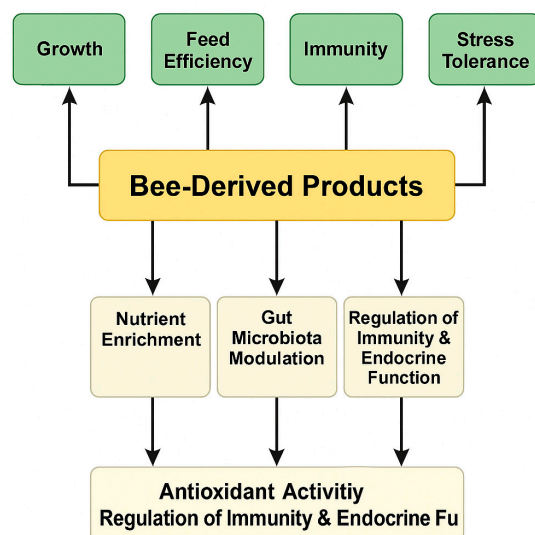 Growth
Feed
Efficiency
Immunity
Stress
Tolerance
Bee-Derived Products
Nutrient
Enrichment
Gut
Microbiota
Modulation
Regulation of
Immunity &
Endocrine
Function
Antioxidant Activitiy
Regulation of Immunity & Endocrine Fu